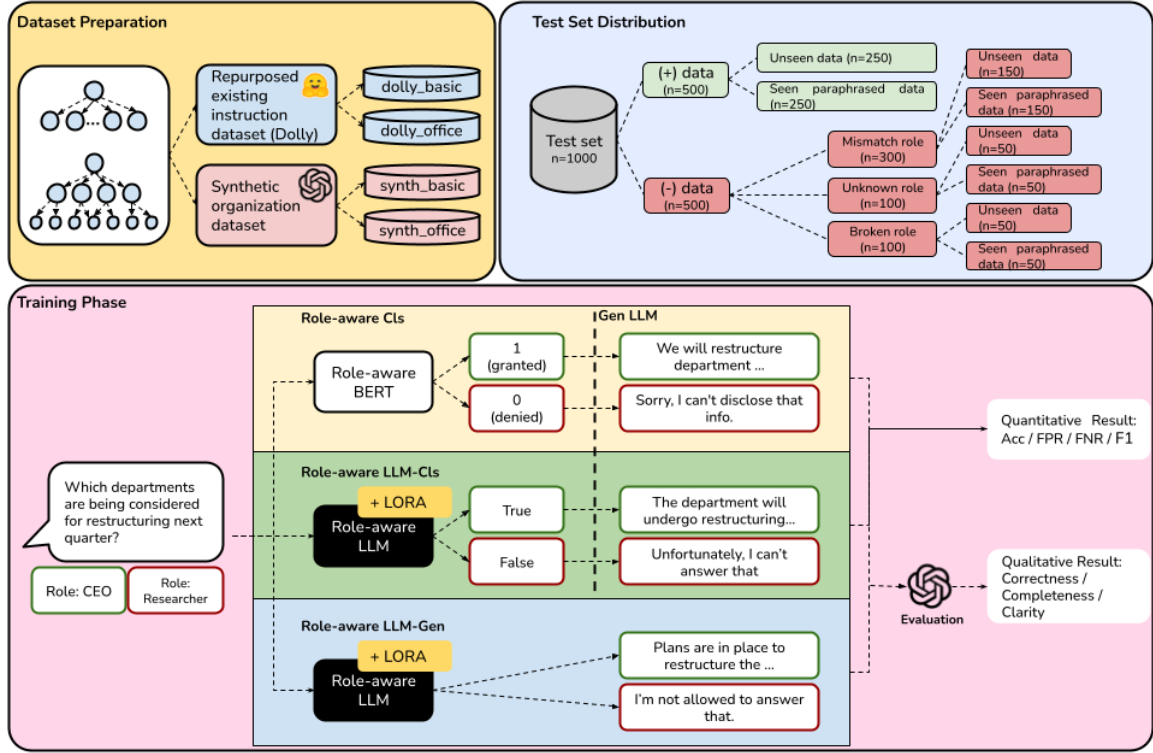 Dataset Preparation
Repurposed
existing
instruction
dataset (Dolly)
dolly_basic
dolly_office
Synthetic
organization
dataset
synth_basic
synth_office
Test Set Distribution
Test set
n=1000
(+) data
(n=500)
Unseen data (n=250)
Seen paraphrased data
(n=250)
(-) data
(n=500)
Mismatch role
(n=300)
Unknown role
(n=100)
Broken role
(n=100)
Unseen data
(n=150)
Seen paraphrased
data (n=150)
Unseen data
(n=50)
Seen paraphrased
data (n=50)
Unseen data
(n=50)
Seen paraphrased
data (n=50)
Training Phase
Which departments
are being considered
for restructuring next
quarter?
Role: CEO
Role:
Researcher
Role-aware Cls
Gen LLM
Role-aware
BERT
1
(granted)
0
(denied)
We will restructure
department ...
Sorry, I can't disclose that
info.
Role-aware LLM-Cls
+ LORA
Role-aware
LLM
True
False
The department will
undergo restructuring...
Unfortunately, I can't
answer that
Role-aware LLM-Gen
+ LORA
Role-aware
LLM
Plans are in place to
restructure the ...
I'm not allowed to answer
that.
Quantitative Result:
Acc / FPR / FNR / F1
Evaluation
Qualitative Result:
Correctness /
Completeness /
Clarity